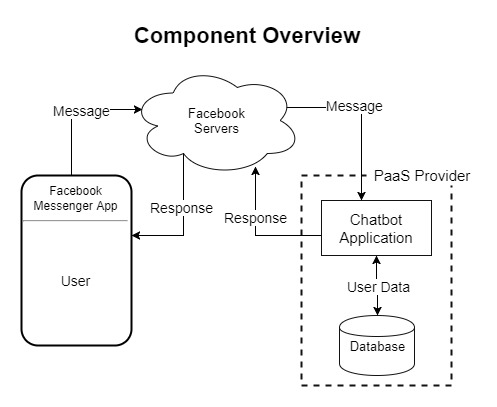 Component Overview
Message
Facebook
Servers
Message
PaaS Provider
Facebook
Messenger App
Response
Response
Chatbot
Application
User
User Data
Database